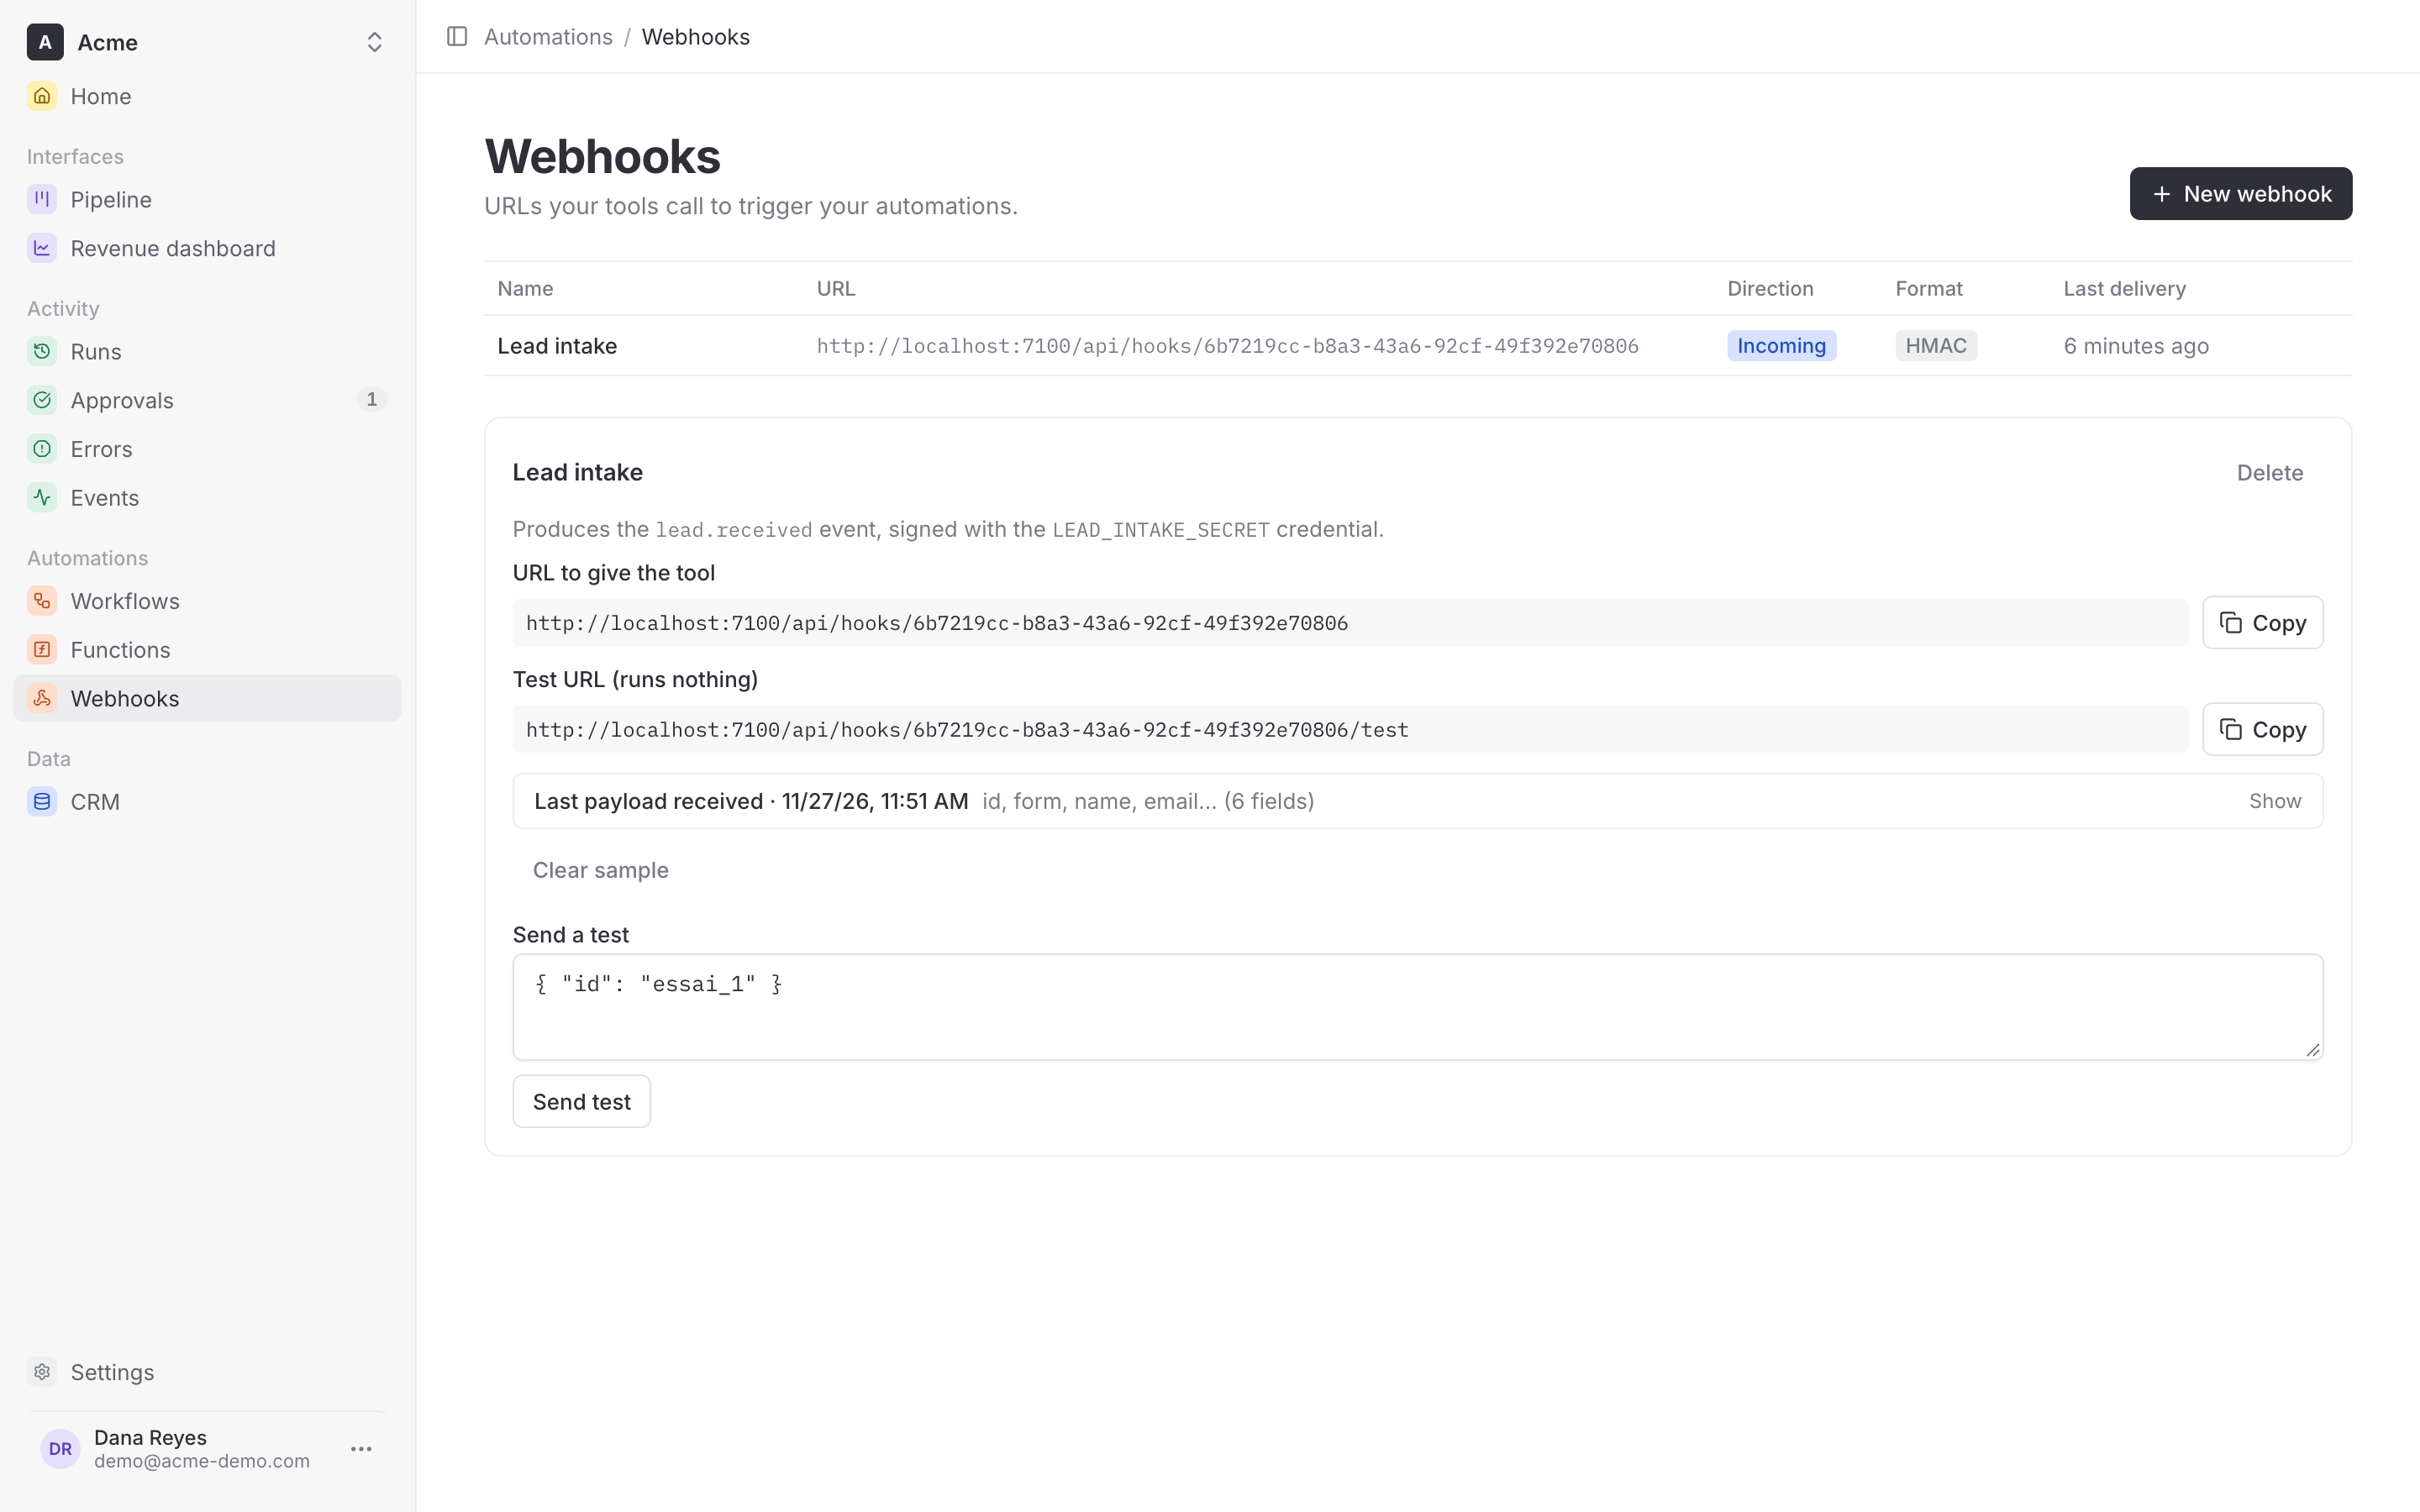 A Acme
Home
Interfaces
Pipeline
Revenue dashboard
Activity
Runs
Approvals 1
Errors
Events
Automations
Workflows
Functions
Webhooks
Data
CRM
Settings
DR Dana Reyes
demo@acme-demo.com
Automations / Webhooks
Webhooks
URLs your tools call to trigger your automations.
New webhook
Name URL Direction Format Last delivery
Lead intake http://localhost:7100/api/hooks/6b7219cc-b8a3-43a6-92cf-49f392e70806 Incoming HMAC 6 minutes ago
Lead intake Delete
Produces the lead.received event, signed with the LEAD_INTAKE_SECRET credential.
URL to give the tool
http://localhost:7100/api/hooks/6b7219cc-b8a3-43a6-92cf-49f392e70806 Copy
Test URL (runs nothing)
http://localhost:7100/api/hooks/6b7219cc-b8a3-43a6-92cf-49f392e70806/test Copy
Last payload received · 11/27/26, 11:51 AM id, form, name, email... (6 fields) Show
Clear sample
Send a test
{ "id": "essai_1" }
Send test